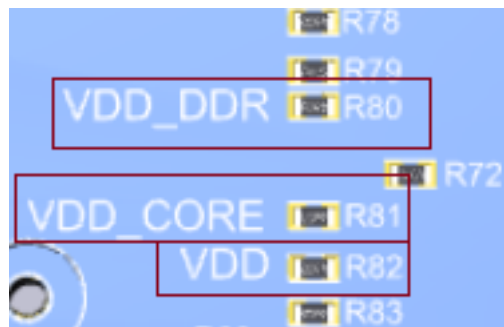 R78
R79
VDD_DDR R80
R72
VDD_CORE R81
VDD R82
R83